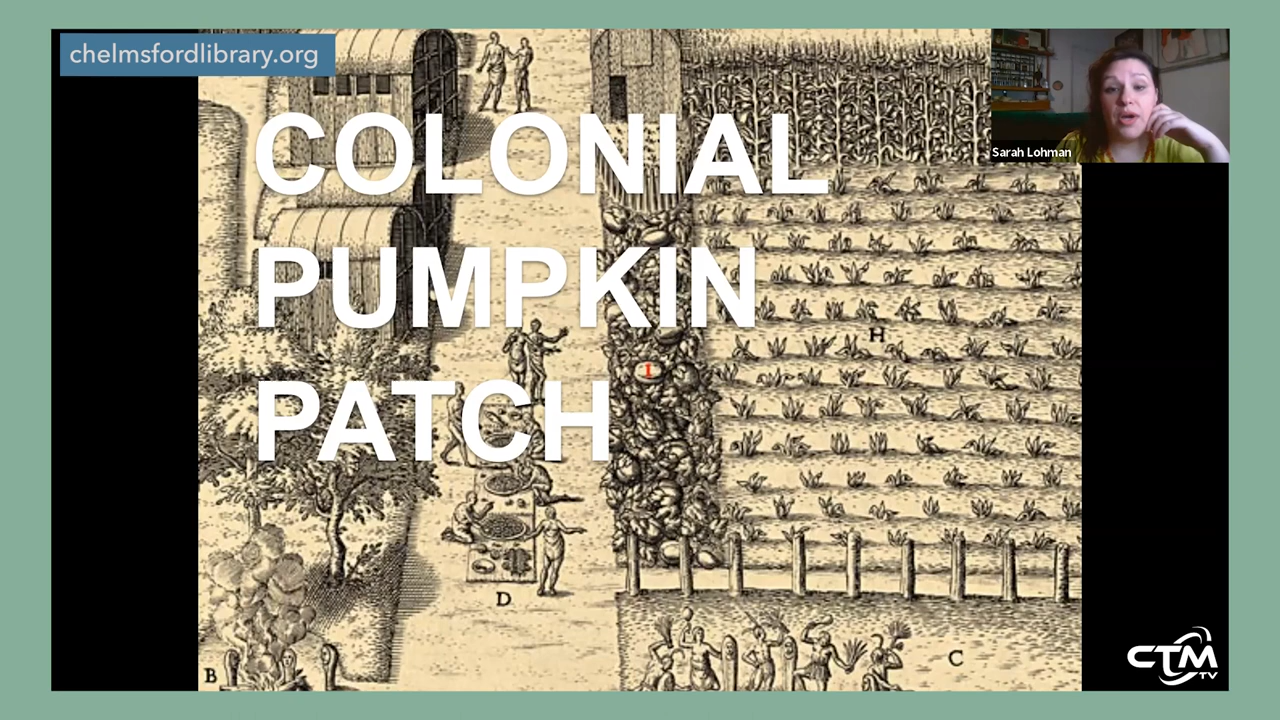 chelmsfordlibrary.org
COLONIAL
Sarah Lohman
PUMPKIN
H
I
PATCH
D
C
B
CTM
TV